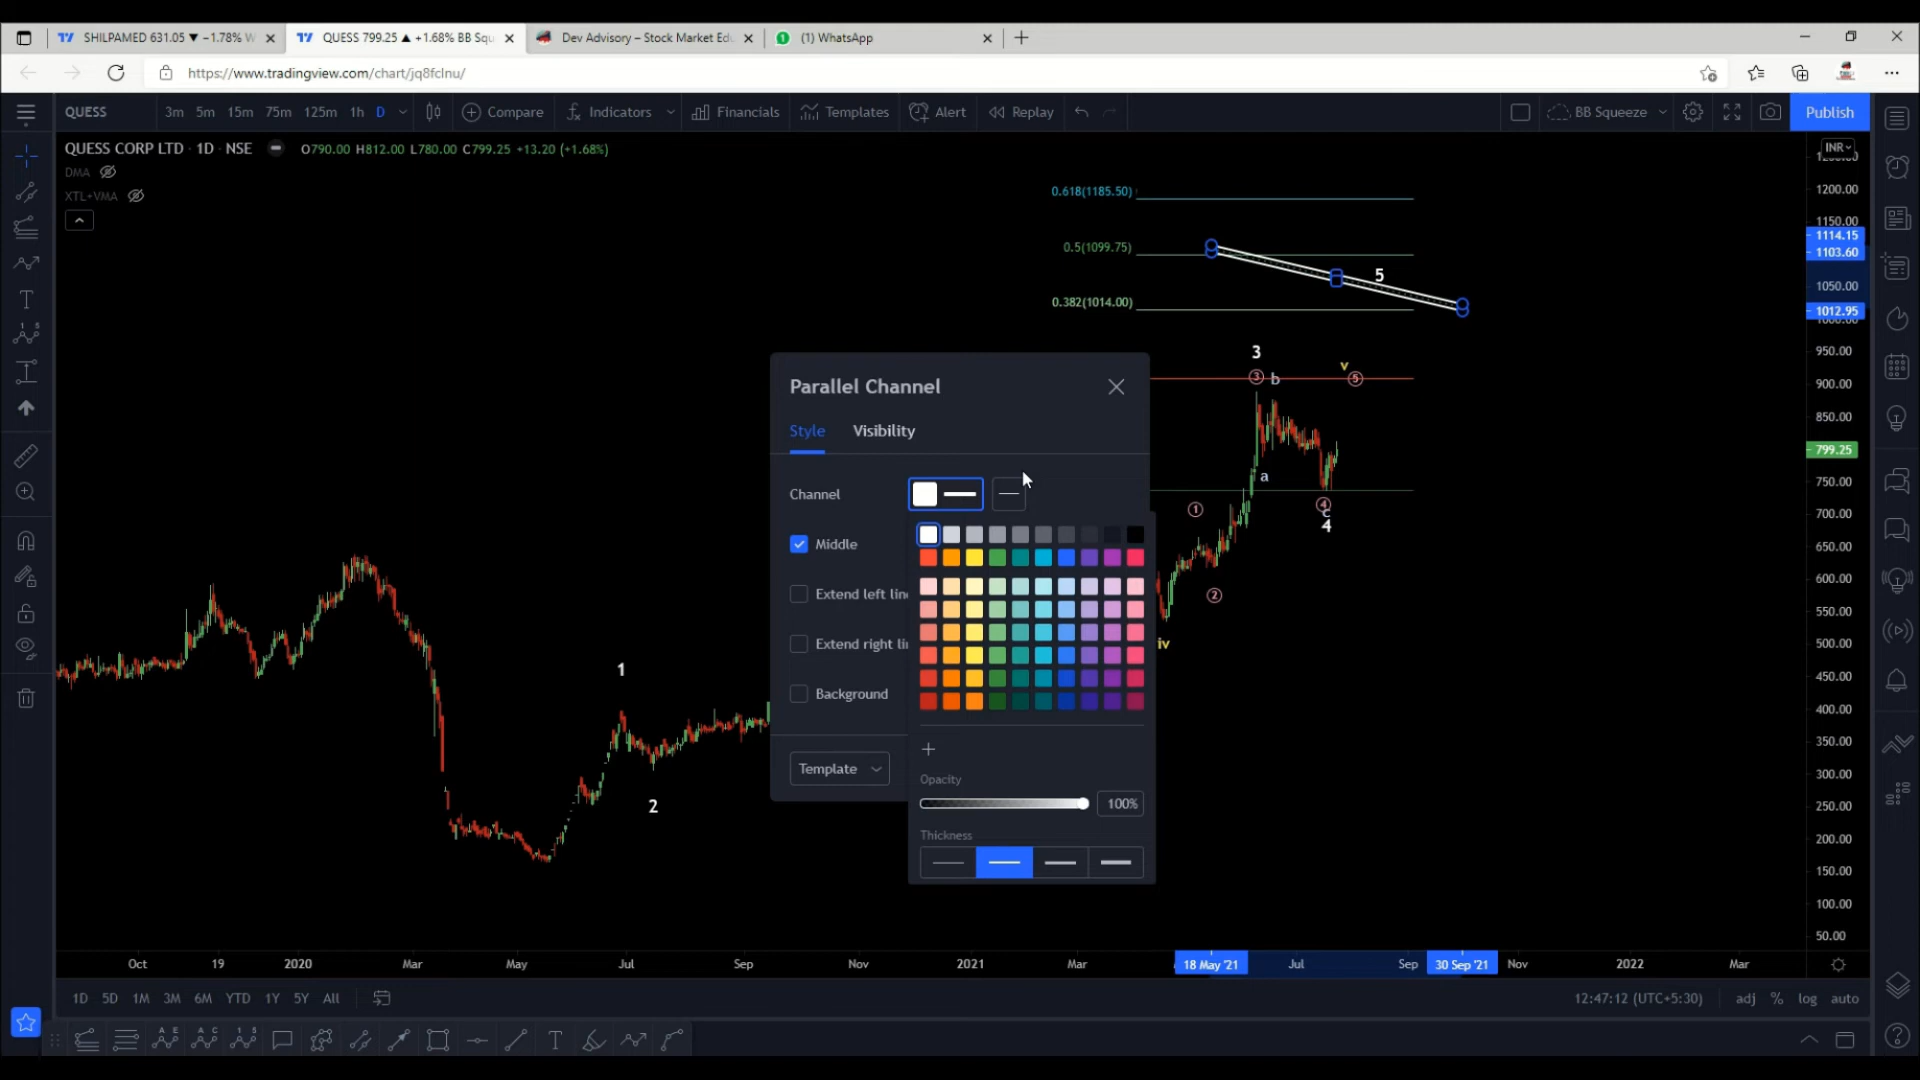 SHILPAMED 631.05 ▼ −1.78% W
QUESS 799.25 ▲ +1.68% BB Squ
Dev Advisory – Stock Market Edu
(1) WhatsApp
https://www.tradingview.com/chart/jq8fclnu/
QUESS 3m 5m 15m 75m 125m 1h D Compare Indicators Financials Templates Alert Replay BB Squeeze Publish
QUESS CORP LTD · 1D · NSE O790.00 H812.00 L780.00 C799.25 +13.20 (+1.68%)
INR
DMA
XTL+VMA
0.618(1185.50)
1200.00
1150.00
1114.15
0.5(1099.75)
1103.60
5
1050.00
0.382(1014.00)
1012.95
3
950.00
v
3 b 5
900.00
Parallel Channel
850.00
Style Visibility
799.25
a
750.00
Channel
1
4
c
4
700.00
Middle
650.00
600.00
Extend left lin
2
550.00
Extend right li
iv
500.00
1
450.00
Background
400.00
350.00
Template
Opacity
300.00
100%
2
250.00
Thickness
200.00
150.00
100.00
50.00
Oct 19 2020 Mar May Jul Sep Nov 2021 Mar 18 May '21 Jul Sep 30 Sep '21 Nov 2022 Mar
1D 5D 1M 3M 6M YTD 1Y 5Y All 12:47:12 (UTC+5:30) adj % log auto